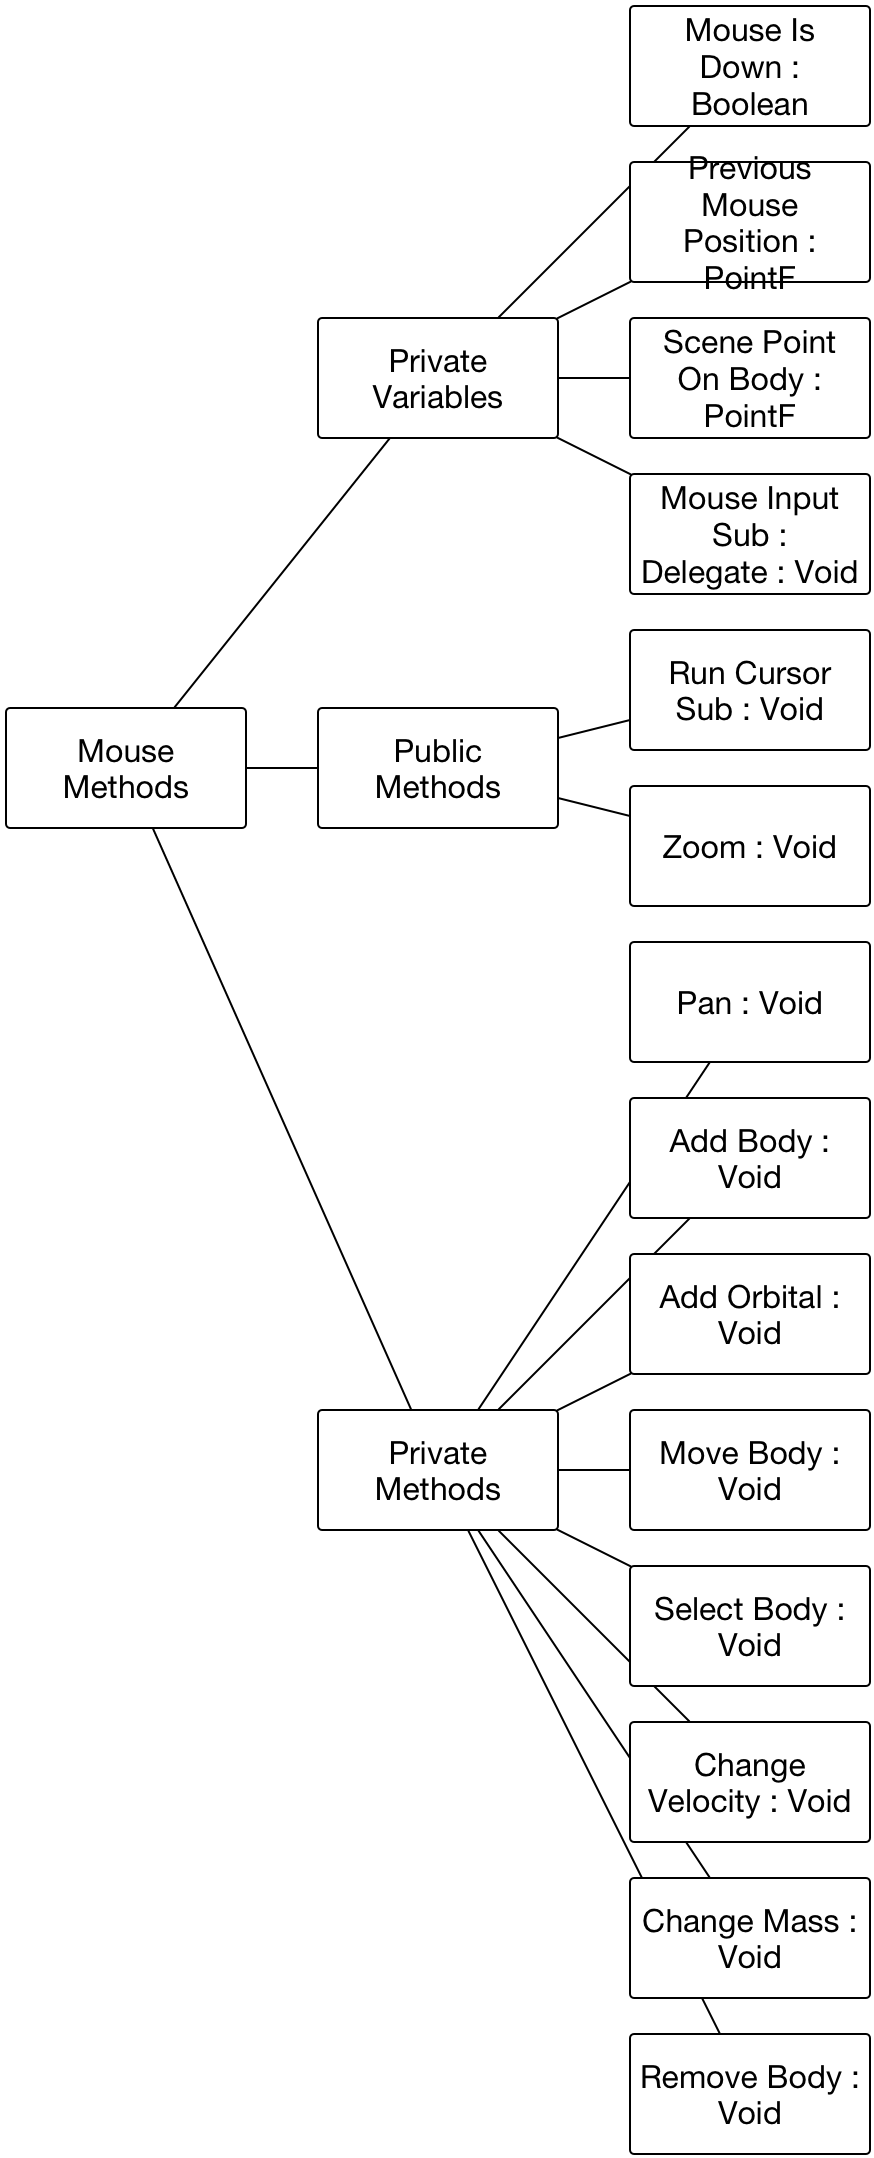 Mouse Is
Down :
Boolean
Previous
Mouse
Position :
PointF
Private
Variables
Scene Point
On Body :
PointF
Mouse Input
Sub :
Delegate : Void
Run Cursor
Sub : Void
Mouse
Methods
Public
Methods
Zoom : Void
Pan : Void
Add Body :
Void
Add Orbital :
Void
Private
Methods
Move Body :
Void
Select Body :
Void
Change
Velocity : Void
Change Mass :
Void
Remove Body :
Void